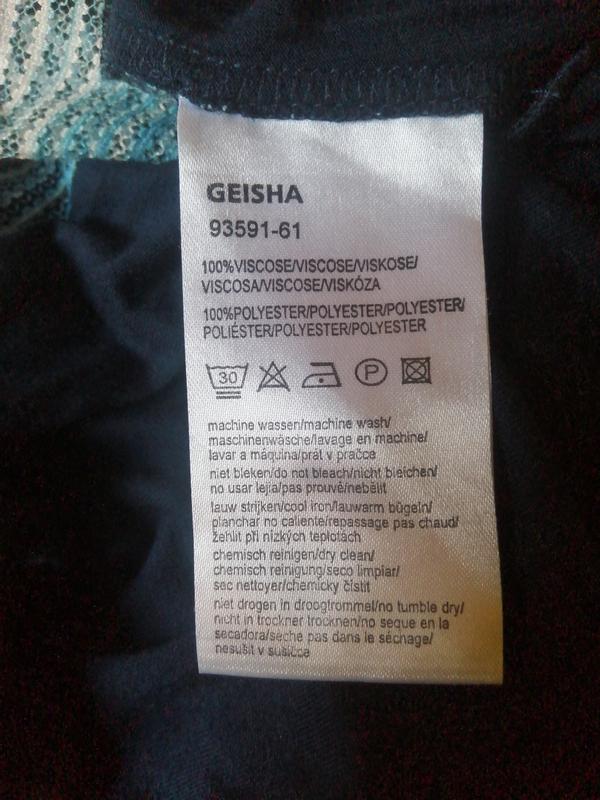 GEISHA
93591-61
100%VISCOSE/VISCOSE/VISKOSE/
VISCOSA/VISCOSE/VISKÓZA
100%POLYESTER/POLYESTER/POLYESTER/
POLIÉSTER/POLYESTER/POLYESTER
30 P
machine wassen/machine wash/
maschinenwäsche/lavage en machine/
lavar a máquina/prát v pračce
niet bleken/do not bleach/nicht bleichen/
no usar lejia/pas prouvé/nebělit
lauw strijken/cool iron/lauwarm bügeln/
planchar no caliente/repassage pas chaud/
žehlit při nízkých teplotách
chemisch reinigen/dry clean/
chemisch reinigung/seco limpiar/
sec nettoyer/chemicky čistit
niet drogen in droogtrommel/no tumble dry/
nicht in trockner trocknen/no seque en la
secadora/seche pas dans le séchage/
nesušit v sušičce